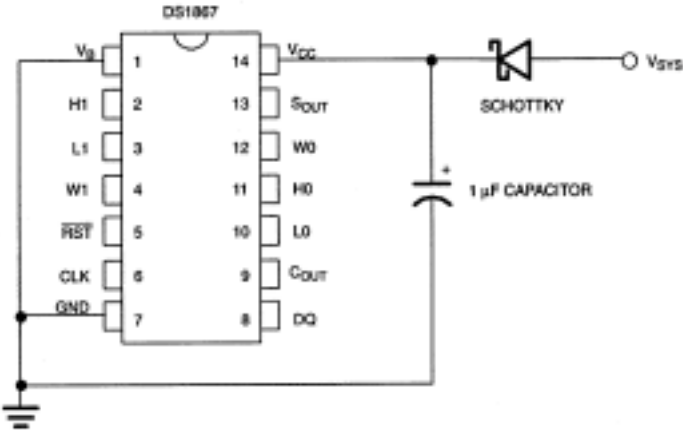 DS1867
VB 1 14 VCC
H1 2 13 SOUT
L1 3 12 W0
W1 4 11 H0
RST 5 10 L0
CLK 6 9 COUT
GND 7 8 DQ
VSYS
SCHOTTKY
+
1 µF CAPACITOR